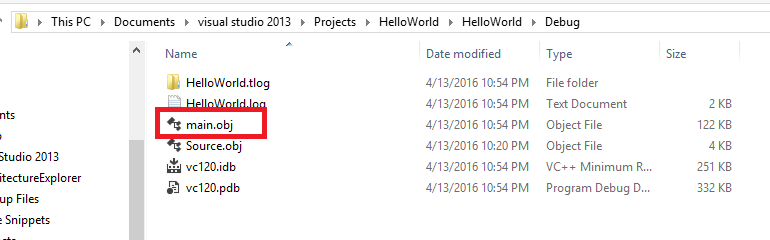 This PC Documents visual studio 2013 Projects HelloWorld HelloWorld Debug
Name Date modified Type Size
HelloWorld.tlog 4/13/2016 10:54 PM File folder
HelloWorld.log 4/13/2016 10:54 PM Text Document 2 KB
main.obj 4/13/2016 10:54 PM Object File 122 KB
Source.obj 4/13/2016 10:20 PM Object File 4 KB
vc120.idb 4/13/2016 10:54 PM VC++ Minimum R... 251 KB
vc120.pdb 4/13/2016 10:54 PM Program Debug D... 332 KB
nts
Studio 2013
itectureExplorer
up Files
e Snippets
ts